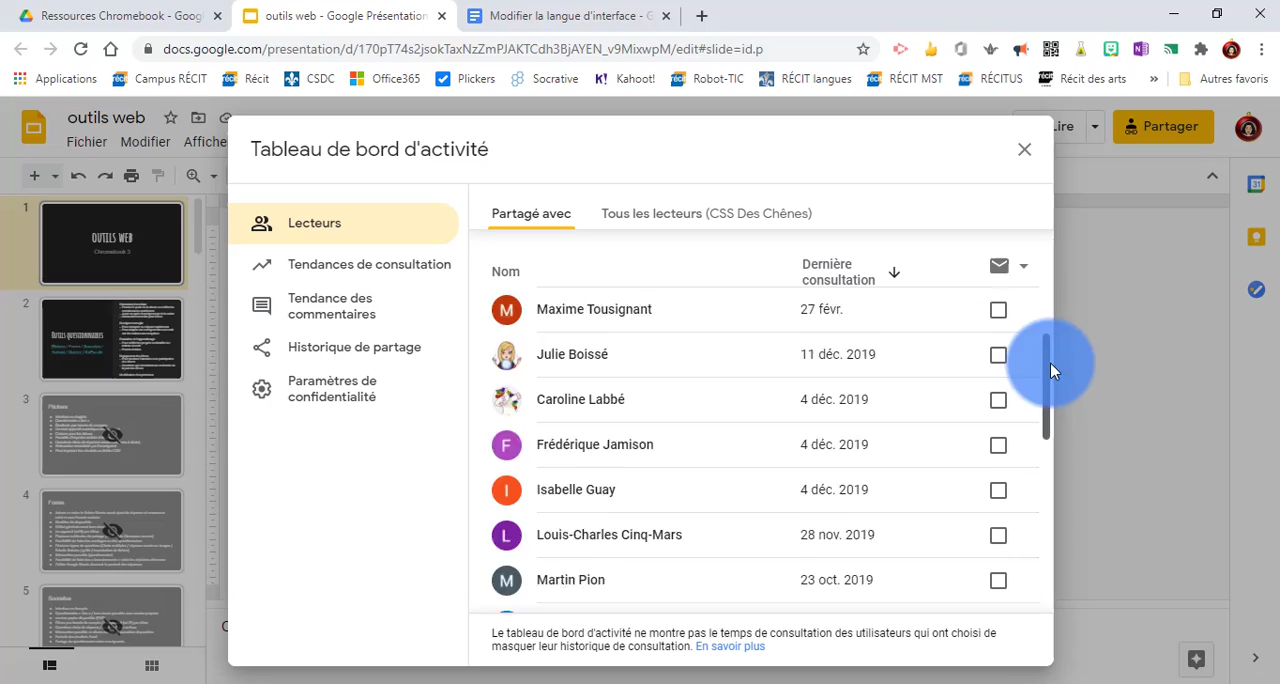 Ressources Chromebook - Goog
outils web - Google Présentation
Modifier la langue d'interface - G
docs.google.com/presentation/d/170pT74s2jsokTaxNzZmPJAKTCdh3BjAYEN_v9MixwpM/edit#slide=id.p
Applications
Campus RÉCIT
Récit
CSDC
Office365
Plickers
Socrative
Kahoot!
Robot TIC
RÉCIT langues
RÉCIT MST
RÉCITUS
Récit des arts
»
Autres favoris
outils web
Fichier Modifier Affiche
Lire
Partager
Tableau de bord d'activité
Lecteurs
Tendances de consultation
Tendance des
commentaires
Historique de partage
Paramètres de
confidentialité
Partagé avec
Tous les lecteurs (CSS Des Chênes)
Nom
Dernière
consultation
M Maxime Tousignant 27 févr.
Julie Boissé 11 déc. 2019
Caroline Labbé 4 déc. 2019
F Frédérique Jamison 4 déc. 2019
I Isabelle Guay 4 déc. 2019
L Louis-Charles Cinq-Mars 28 nov. 2019
M Martin Pion 23 oct. 2019
Le tableau de bord d'activité ne montre pas le temps de consultation des utilisateurs qui ont choisi de
masquer leur historique de consultation. En savoir plus
1
OUTILS WEB
Chromebook 3
2
3
4
5